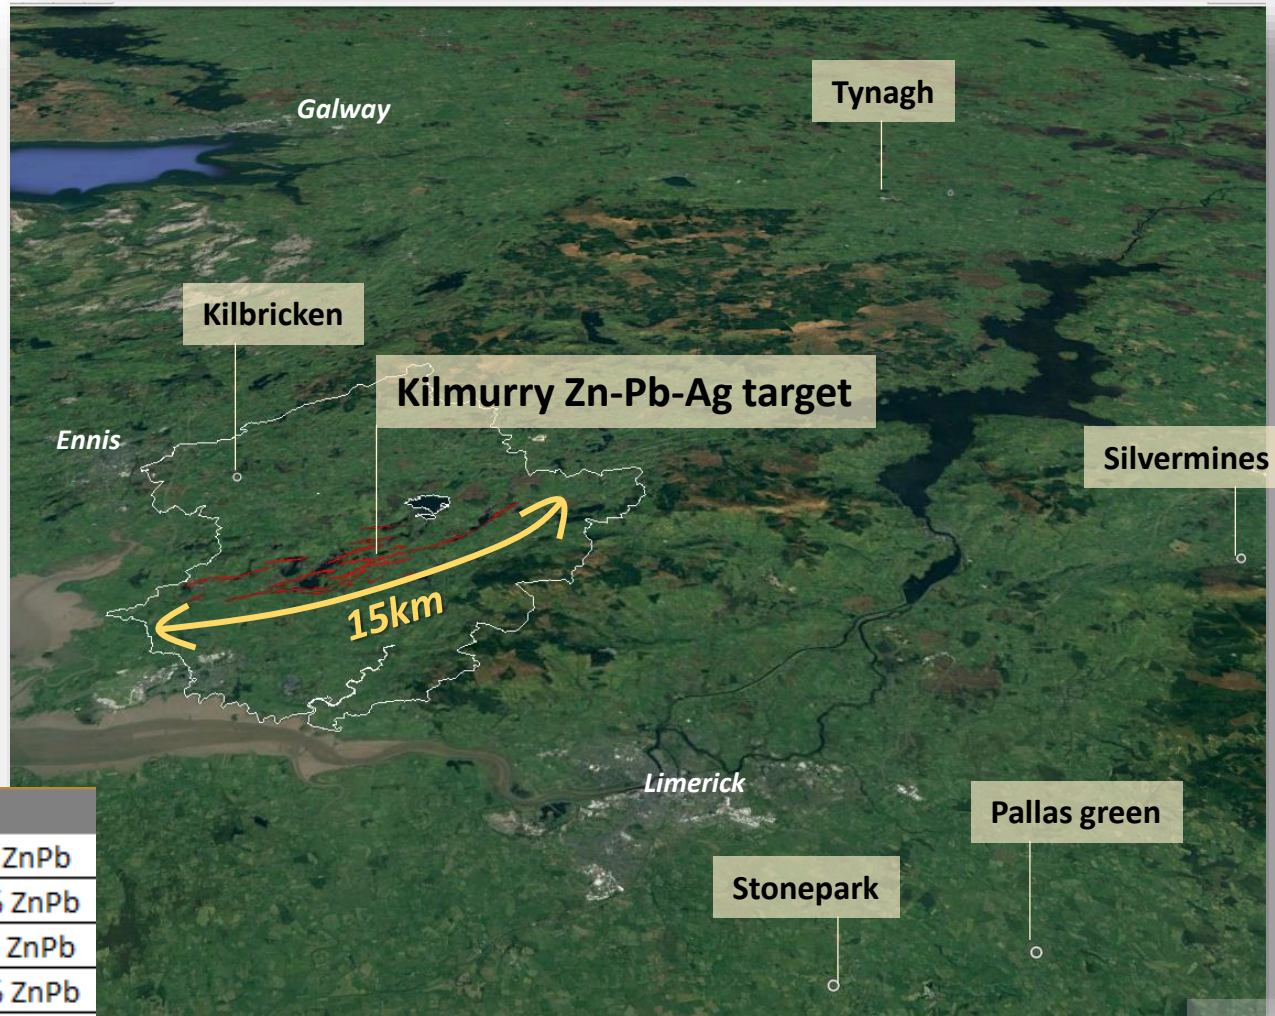 Galway
Tynagh
Kilbricken
Kilmurry Zn-Pb-Ag target
Ennis
Silvermines
15km
Limerick
Pallas green
Stonepark
ZnPb
% ZnPb
ZnPb
% ZnPb